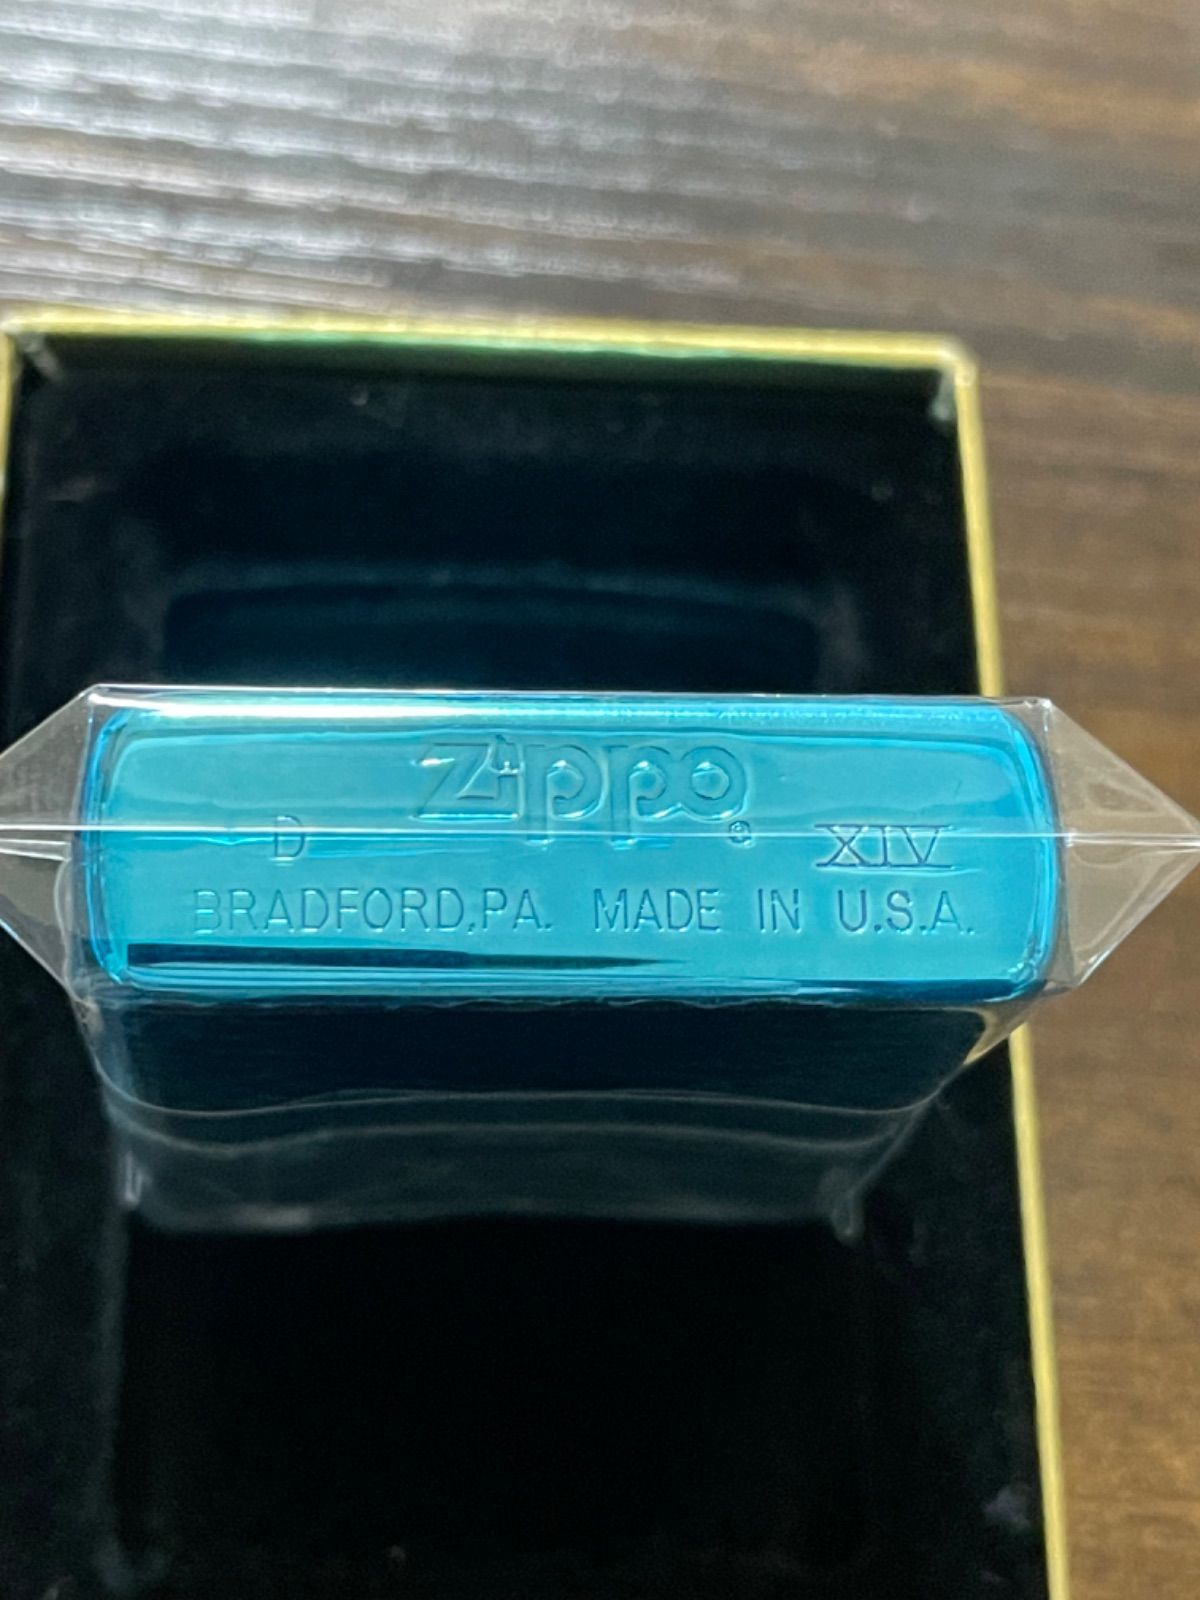 Zippo®
D XIV
BRADFORD, PA. MADE IN U.S.A.